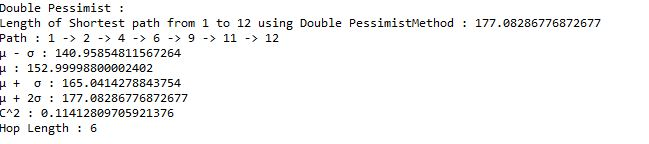 Double Pessimist :
Length of Shortest path from 1 to 12 using Double PessimistMethod : 177.08286776872677
Path : 1 -> 2 -> 4 -> 6 -> 9 -> 11 -> 12
μ - σ : 140.95854811567264
μ : 152.99998800002402
μ +  σ : 165.0414278843754
μ + 2σ : 177.08286776872677
C^2 : 0.11412809705921376
Hop Length : 6